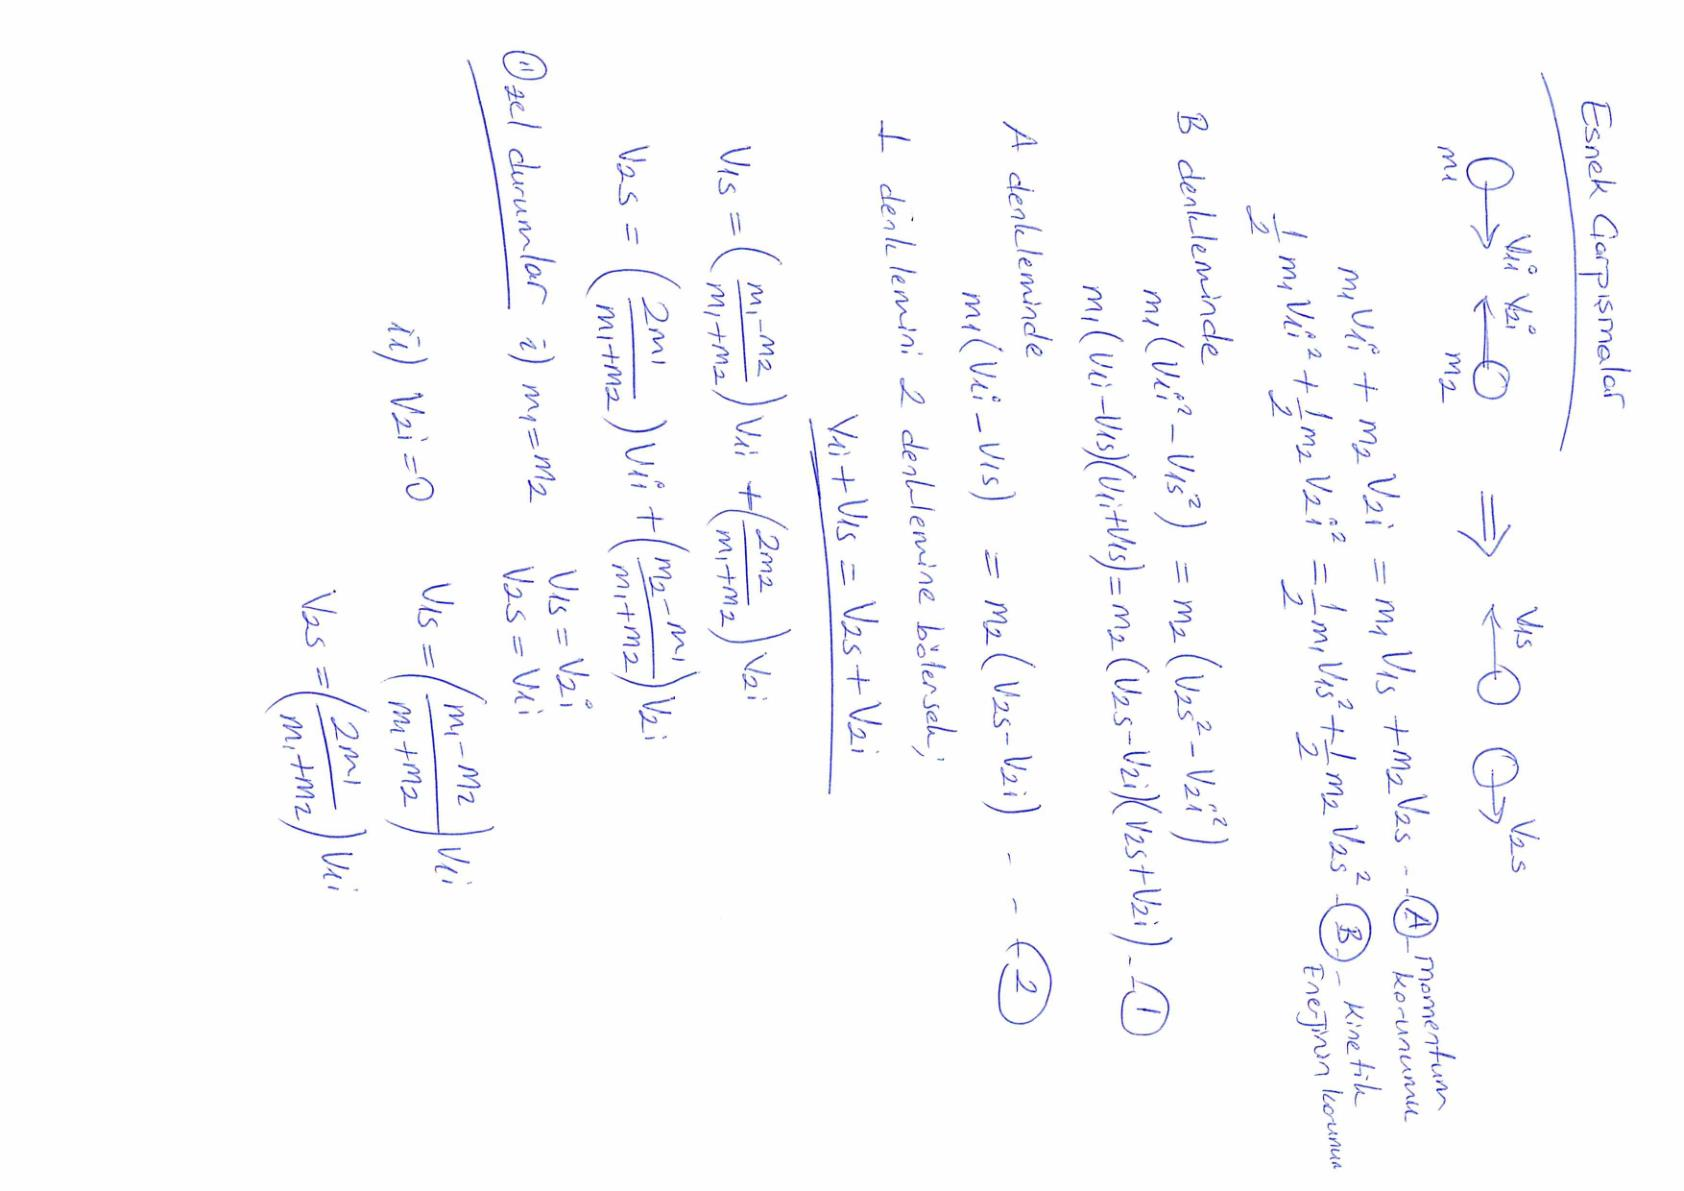 Esnek Çarpışmalar
V1i V2i V1s V2s
m1 m2 ⇒
m1 V1i + m2 V2i = m1 V1s + m2 V2s - - (A) - momentum korunumu
1/2 m1 V1i² + 1/2 m2 V2i² = 1/2 m1 V1s² + 1/2 m2 V2s² - (B) - Kinetik Enerjinin korunumu
B denkleminde
m1 (V1i² - V1s²) = m2 (V2s² - V2i²)
m1 (V1i - V1s)(V1i + V1s) = m2 (V2s - V2i)(V2s + V2i) - - (1)
A denkleminde
m1 (V1i - V1s) = m2 (V2s - V2i) - - - (2)
1 denklemini 2 denklemine bölersek;
V1i + V1s = V2s + V2i
V1s = ((m1 - m2)/(m1 + m2)) V1i + (2m2/(m1 + m2)) V2i
V2s = (2m1/(m1 + m2)) V1i + ((m2 - m1)/(m1 + m2)) V2i
Özel durumlar i) m1 = m2 V1s = V2i
V2s = V1i
ii) V2i = 0 V1s = ((m1 - m2)/(m1 + m2)) V1i
V2s = (2m1/(m1 + m2)) V1i